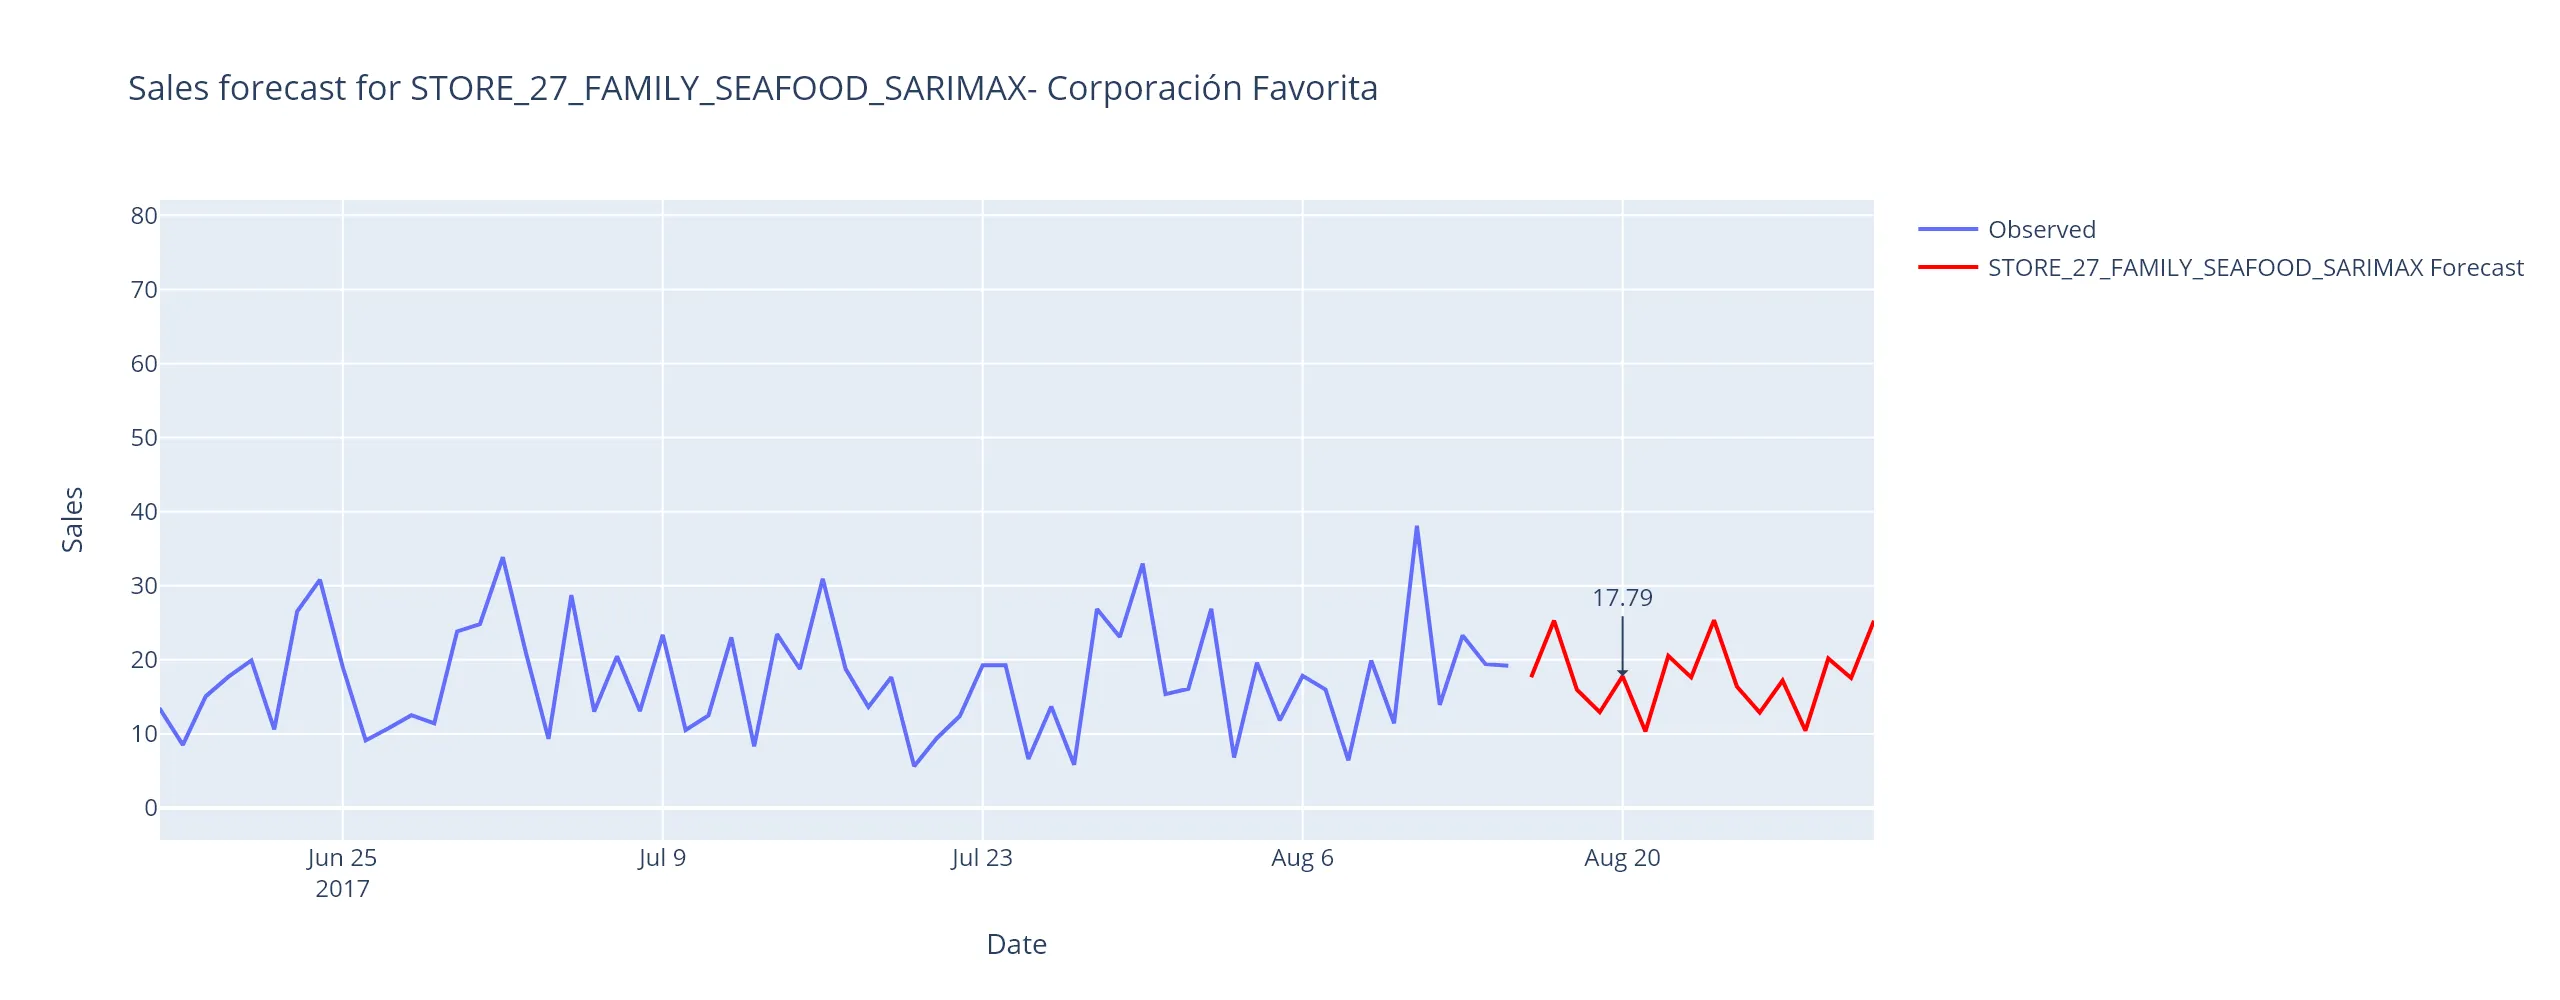 Sales forecast for STORE_27_FAMILY_SEAFOOD_SARIMAX- Corporación Favorita
Observed
STORE_27_FAMILY_SEAFOOD_SARIMAX Forecast
80
70
60
50
40
30
20
10
0
Sales
17.79
Jun 25
2017
Jul 9
Jul 23
Aug 6
Aug 20
Date